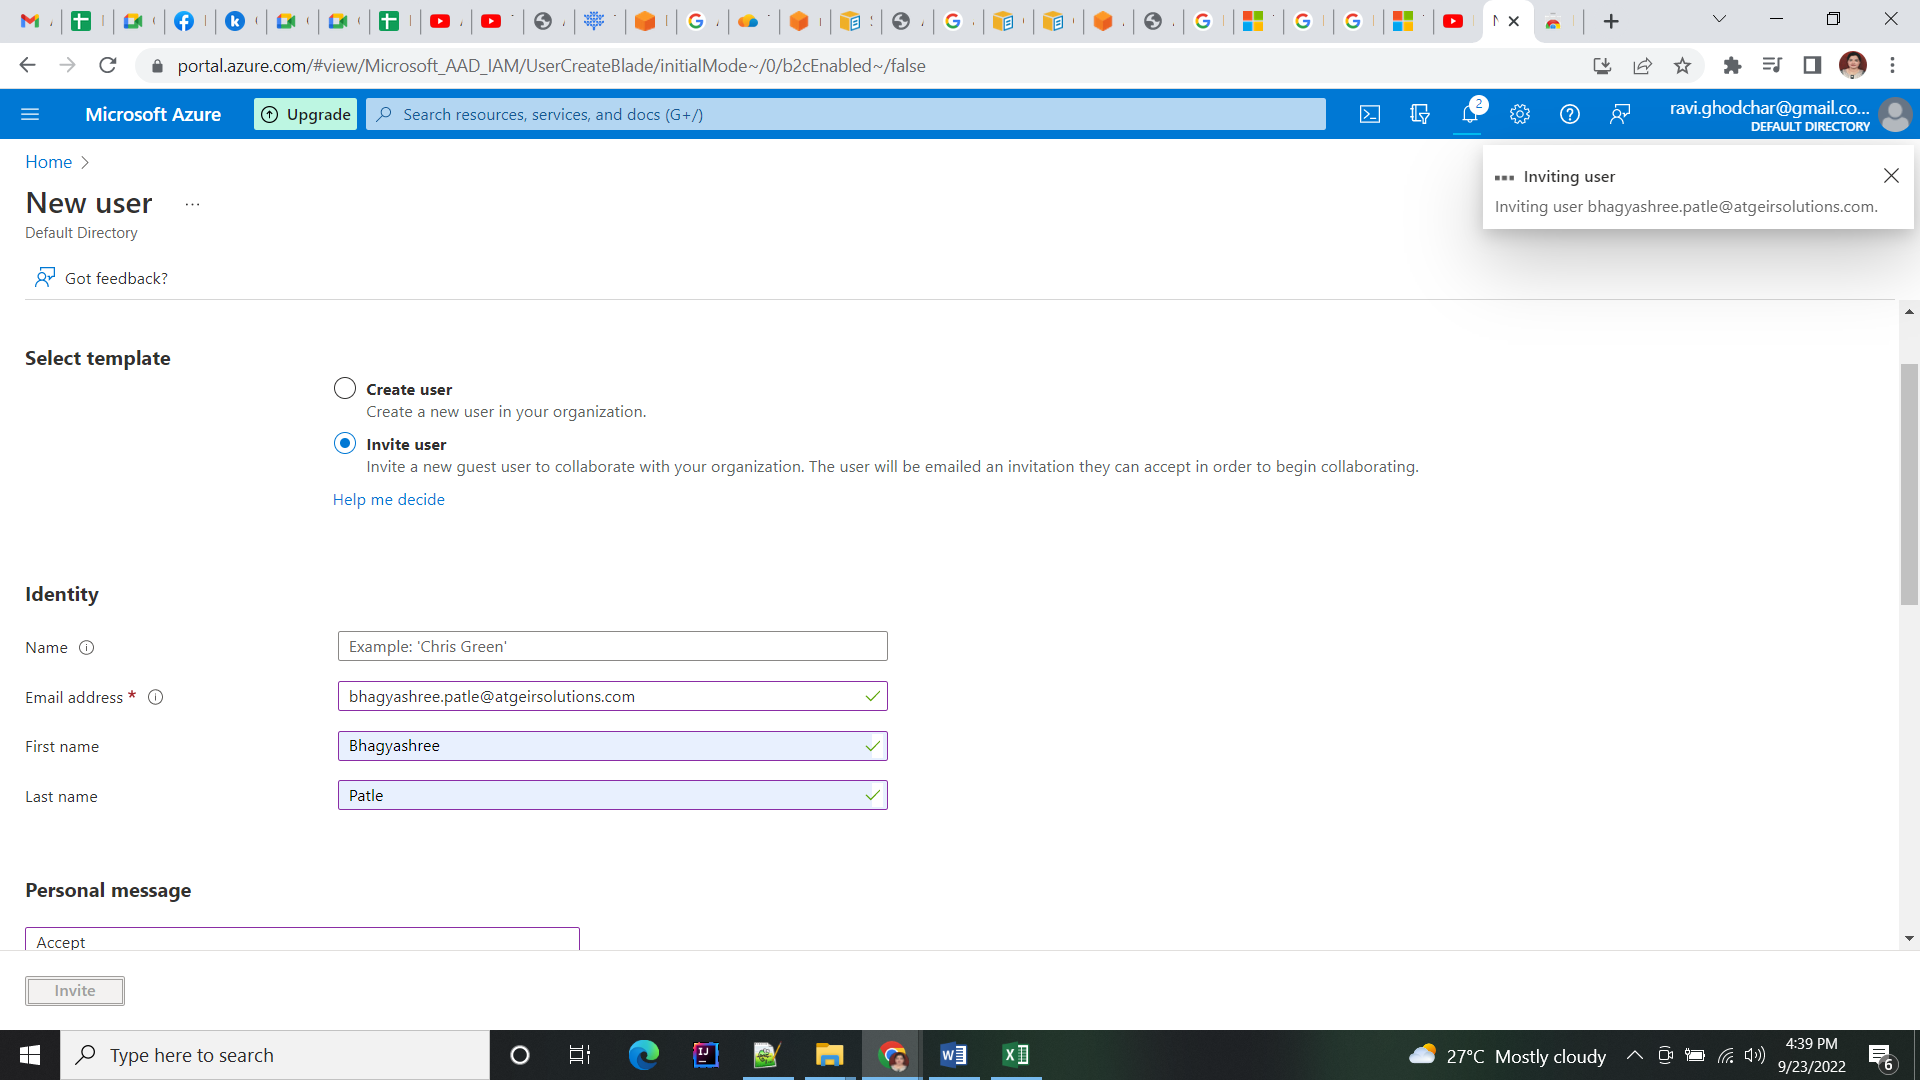 portal.azure.com/#view/Microsoft_AAD_IAM/UserCreateBlade/initialMode~/0/b2cEnabled~/false
Microsoft Azure
Upgrade
Search resources, services, and docs (G+/)
2
ravi.ghodchar@gmail.co...
DEFAULT DIRECTORY
Home
New user ...
Default Directory
Inviting user
Inviting user bhagyashree.patle@atgeirsolutions.com.
Got feedback?
Select template
Create user
Create a new user in your organization.
Invite user
Invite a new guest user to collaborate with your organization. The user will be emailed an invitation they can accept in order to begin collaborating.
Help me decide
Identity
Name
Example: 'Chris Green'
Email address *
bhagyashree.patle@atgeirsolutions.com
First name
Bhagyashree
Last name
Patle
Personal message
Accept
Invite
Type here to search
27°C Mostly cloudy
4:39 PM
9/23/2022
6